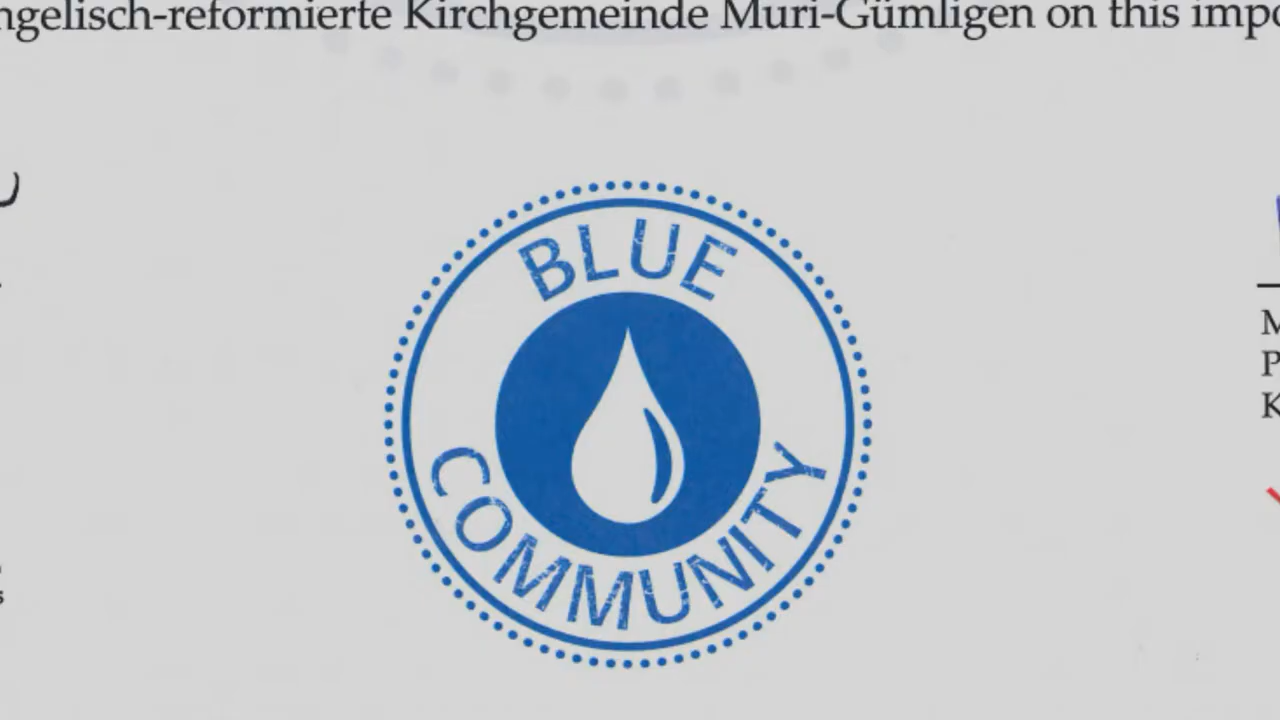 ngelisch-reformierte Kirchgemeinde Muri-Gümligen on this impo
BLUE
COMMUNITY
M
P
K
s